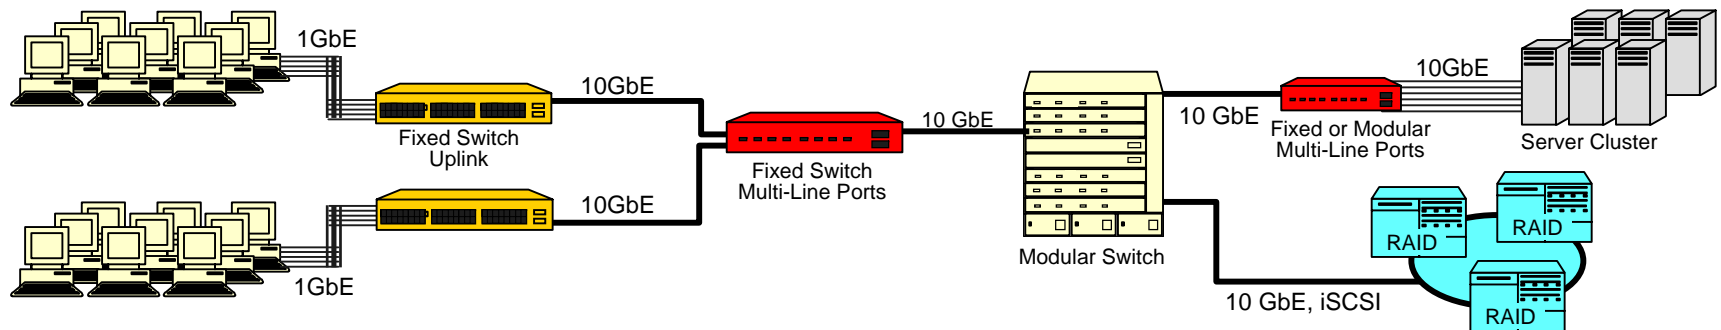 1GbE
10GbE
Fixed Switch
Uplink
10GbE
1GbE
Fixed Switch
Multi-Line Ports
10 GbE
Modular Switch
10 GbE
Fixed or Modular
Multi-Line Ports
10GbE
Server Cluster
10 GbE, iSCSI
RAID
RAID
RAID